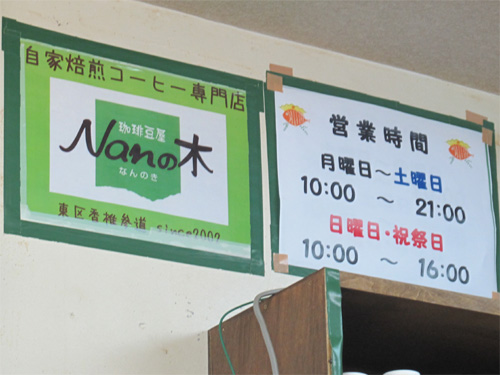 自家焙煎コーヒー専門店
珈琲豆屋
Nanの木
なんのき
東区香椎参道 since2002
営業時間
月曜日～土曜日
10:00 ～ 21:00
日曜日・祝祭日
10:00 ～ 16:00